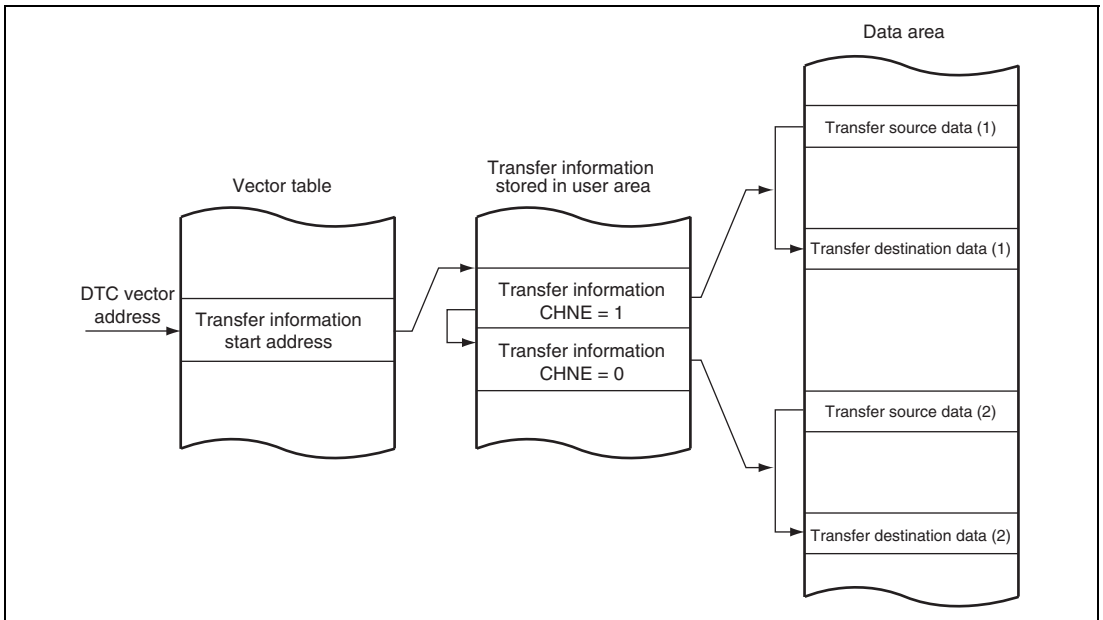 Data area
Transfer source data (1)
Transfer information
stored in user area
Vector table
Transfer destination data (1)
DTC vector
address
Transfer information
start address
Transfer information
CHNE = 1
Transfer information
CHNE = 0
Transfer source data (2)
Transfer destination data (2)